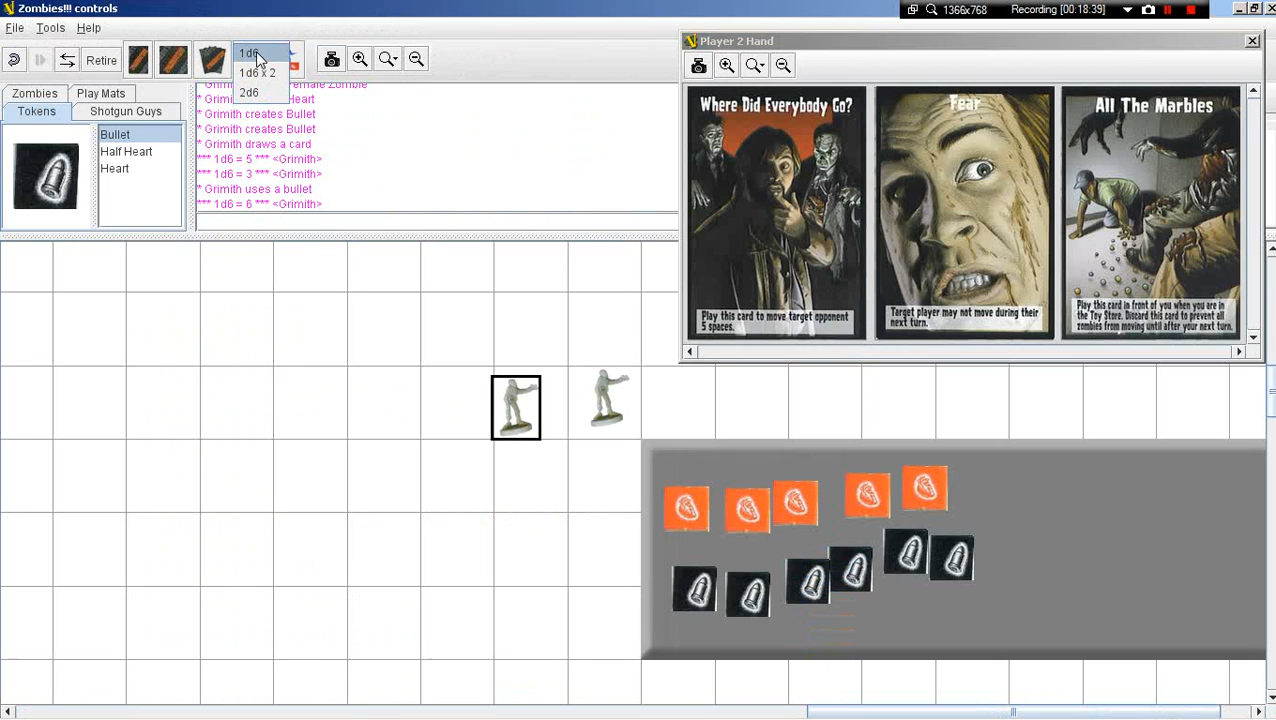 Zombies!!! controls
1366x768
Recording [00:18:39]
File Tools Help
Retire
1d6
1d6 x 2
2d6
Zombies
Play Mats
Tokens
Shotgun Guys
Bullet
Half Heart
Heart
Female Zombie
* Grimith Heart
* Grimith creates Bullet
* Grimith creates Bullet
* Grimith draws a card
*** 1d6 = 5 *** <Grimith>
*** 1d6 = 3 *** <Grimith>
* Grimith uses a bullet
*** 1d6 = 6 *** <Grimith>
Player 2 Hand
Where Did Everybody Go?
Play this card to move target opponent
5 spaces.
Fear
Target player may not move during their
next turn.
All The Marbles
Play this card in front of you when you are
in the Toy Store. Discard this card to prevent all
zombies from moving until after your next turn.